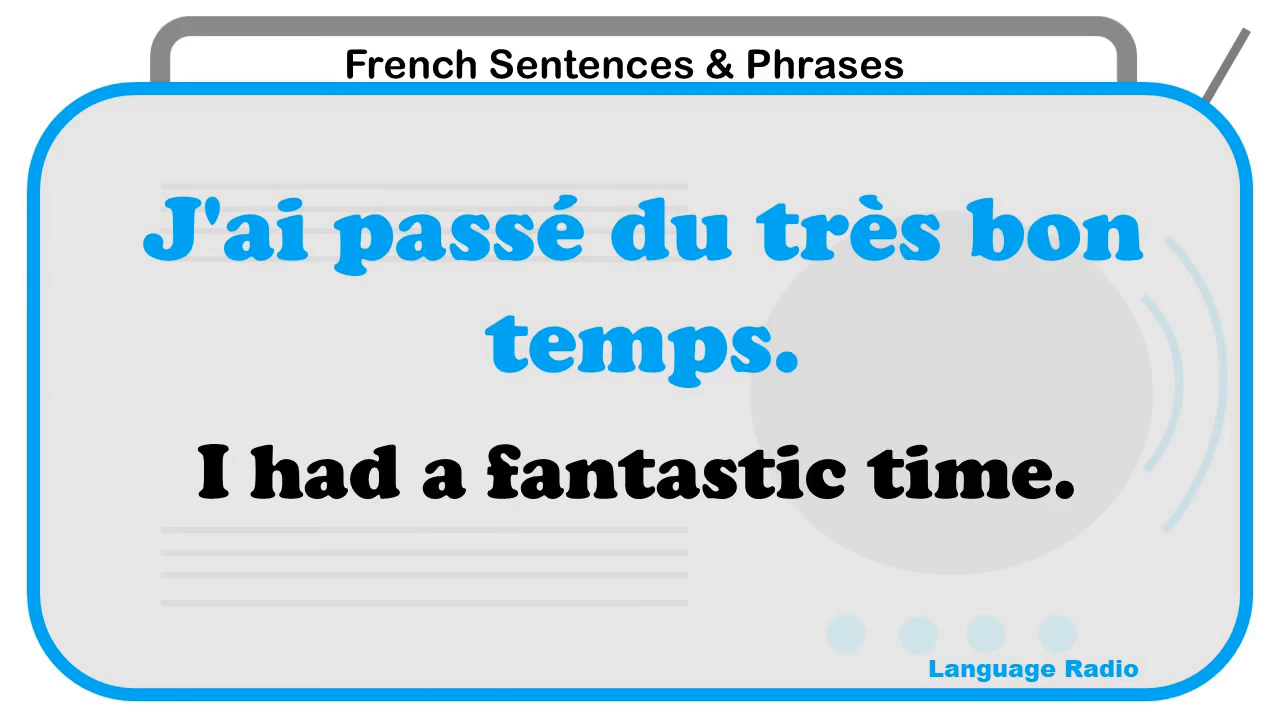 French Sentences & Phrases
J'ai passé du très bon
temps.
I had a fantastic time.
Language Radio